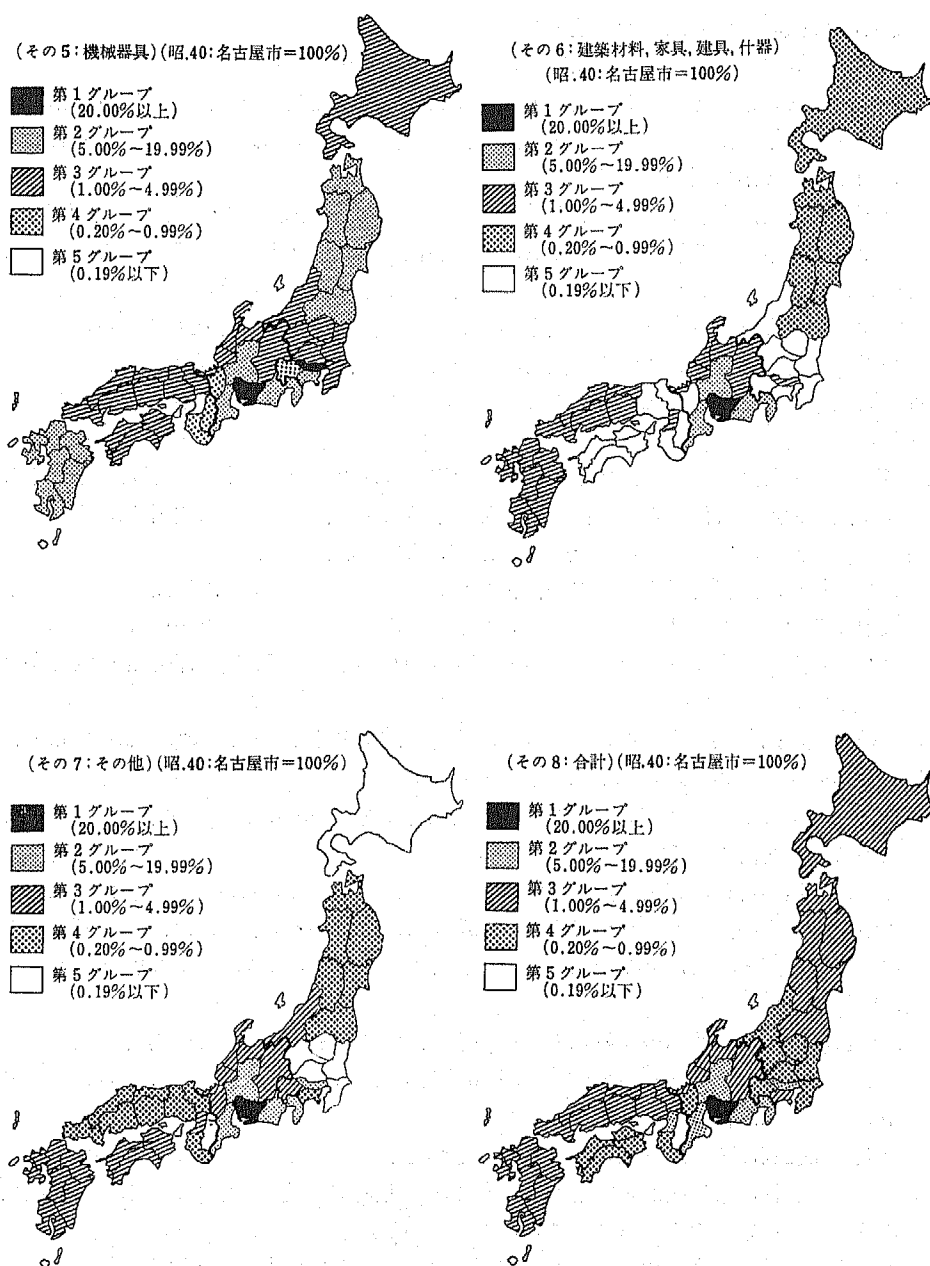 (その5:機械器具)(昭.40:名古屋市=100%)
第1グループ
(20.00%以上)
第2グループ
(5.00%~19.99%)
第3グループ
(1.00%~4.99%)
第4グループ
(0.20%~0.99%)
第5グループ
(0.19%以下)
(その6:建築材料,家具,建具,什器)
(昭.40:名古屋市=100%)
第1グループ
(20.00%以上)
第2グループ
(5.00%~19.99%)
第3グループ
(1.00%~4.99%)
第4グループ
(0.20%~0.99%)
第5グループ
(0.19%以下)
(その7:その他)(昭.40:名古屋市=100%)
第1グループ
(20.00%以上)
第2グループ
(5.00%~19.99%)
第3グループ
(1.00%~4.99%)
第4グループ
(0.20%~0.99%)
第5グループ
(0.19%以下)
(その8:合計)(昭.40:名古屋市=100%)
第1グループ
(20.00%以上)
第2グループ
(5.00%~19.99%)
第3グループ
(1.00%~4.99%)
第4グループ
(0.20%~0.99%)
第5グループ
(0.19%以下)